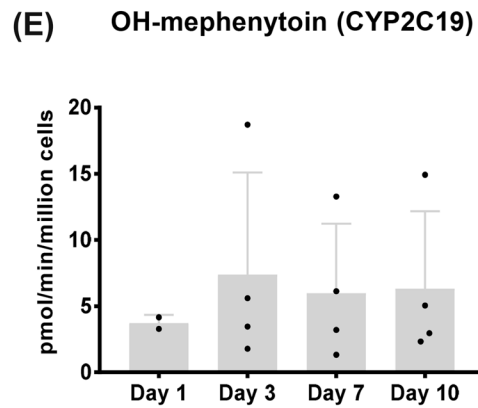 (E) OH-mephenytoin (CYP2C19)
pmol/min/million cells
20
15
10
5
0
Day 1 Day 3 Day 7 Day 10